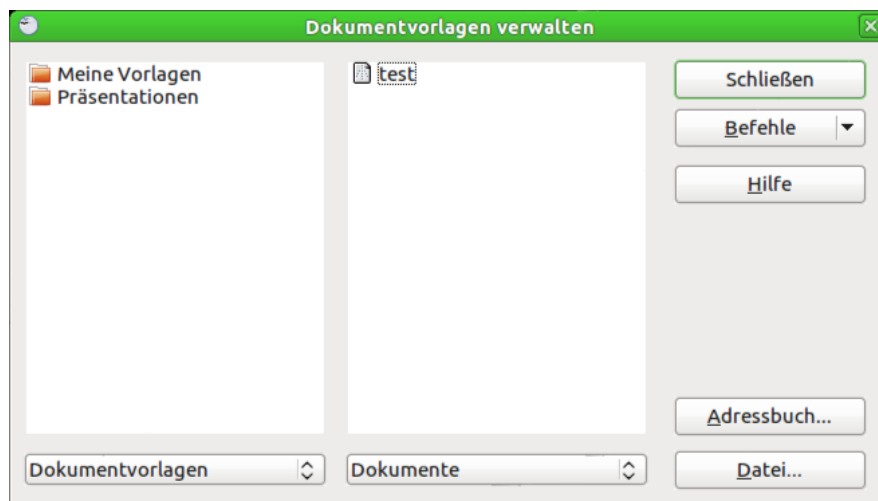 Dokumentvorlagen verwalten
Meine Vorlagen
Präsentationen
test
Schließen
Befehle
Hilfe
Adressbuch...
Dokumentvorlagen
Dokumente
Datei...